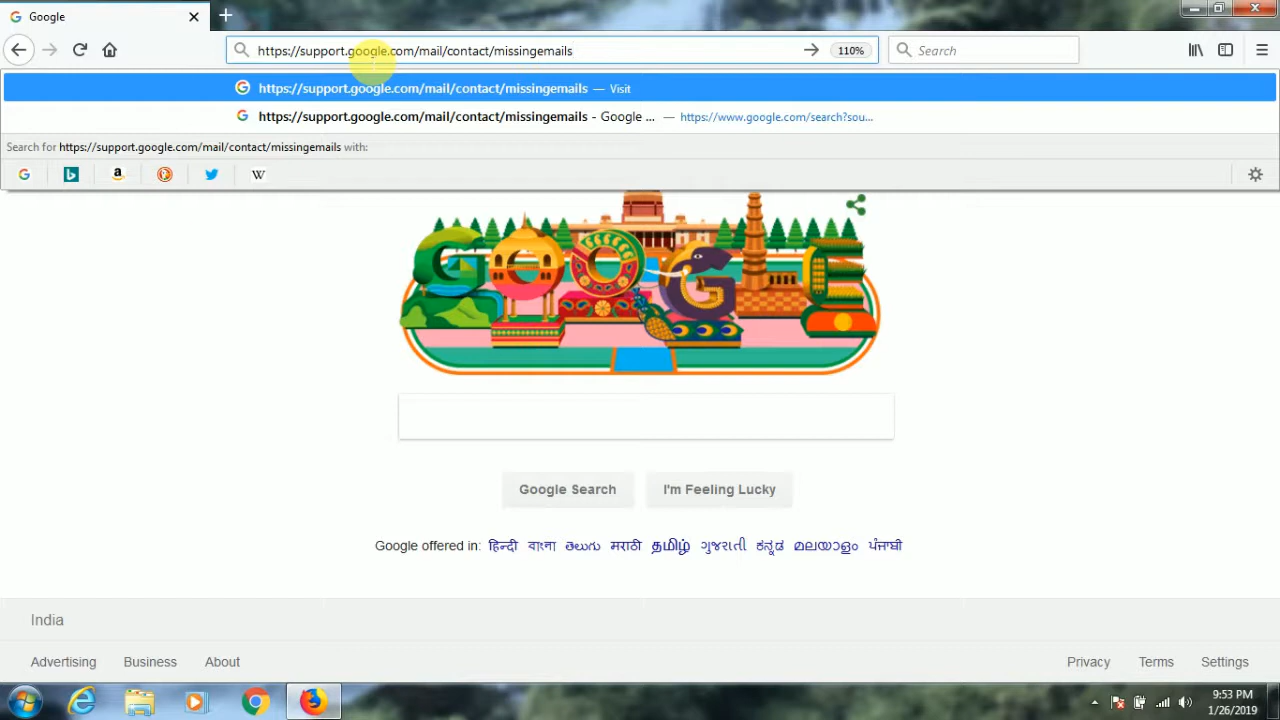 Google
https://support.google.com/mail/contact/missingemails
110%
Search
https://support.google.com/mail/contact/missingemails — Visit
https://support.google.com/mail/contact/missingemails - Google ... — https://www.google.com/search?sou...
Search for https://support.google.com/mail/contact/missingemails with:
GOOGLE
Google Search
I'm Feeling Lucky
Google offered in: हिन्दी বাংলা తెలుగు मराठी தமிழ் ગુજરાતી ಕನ್ನಡ മലയാളം ਪੰਜਾਬੀ
India
Advertising Business About
Privacy Terms Settings
9:53 PM
1/26/2019